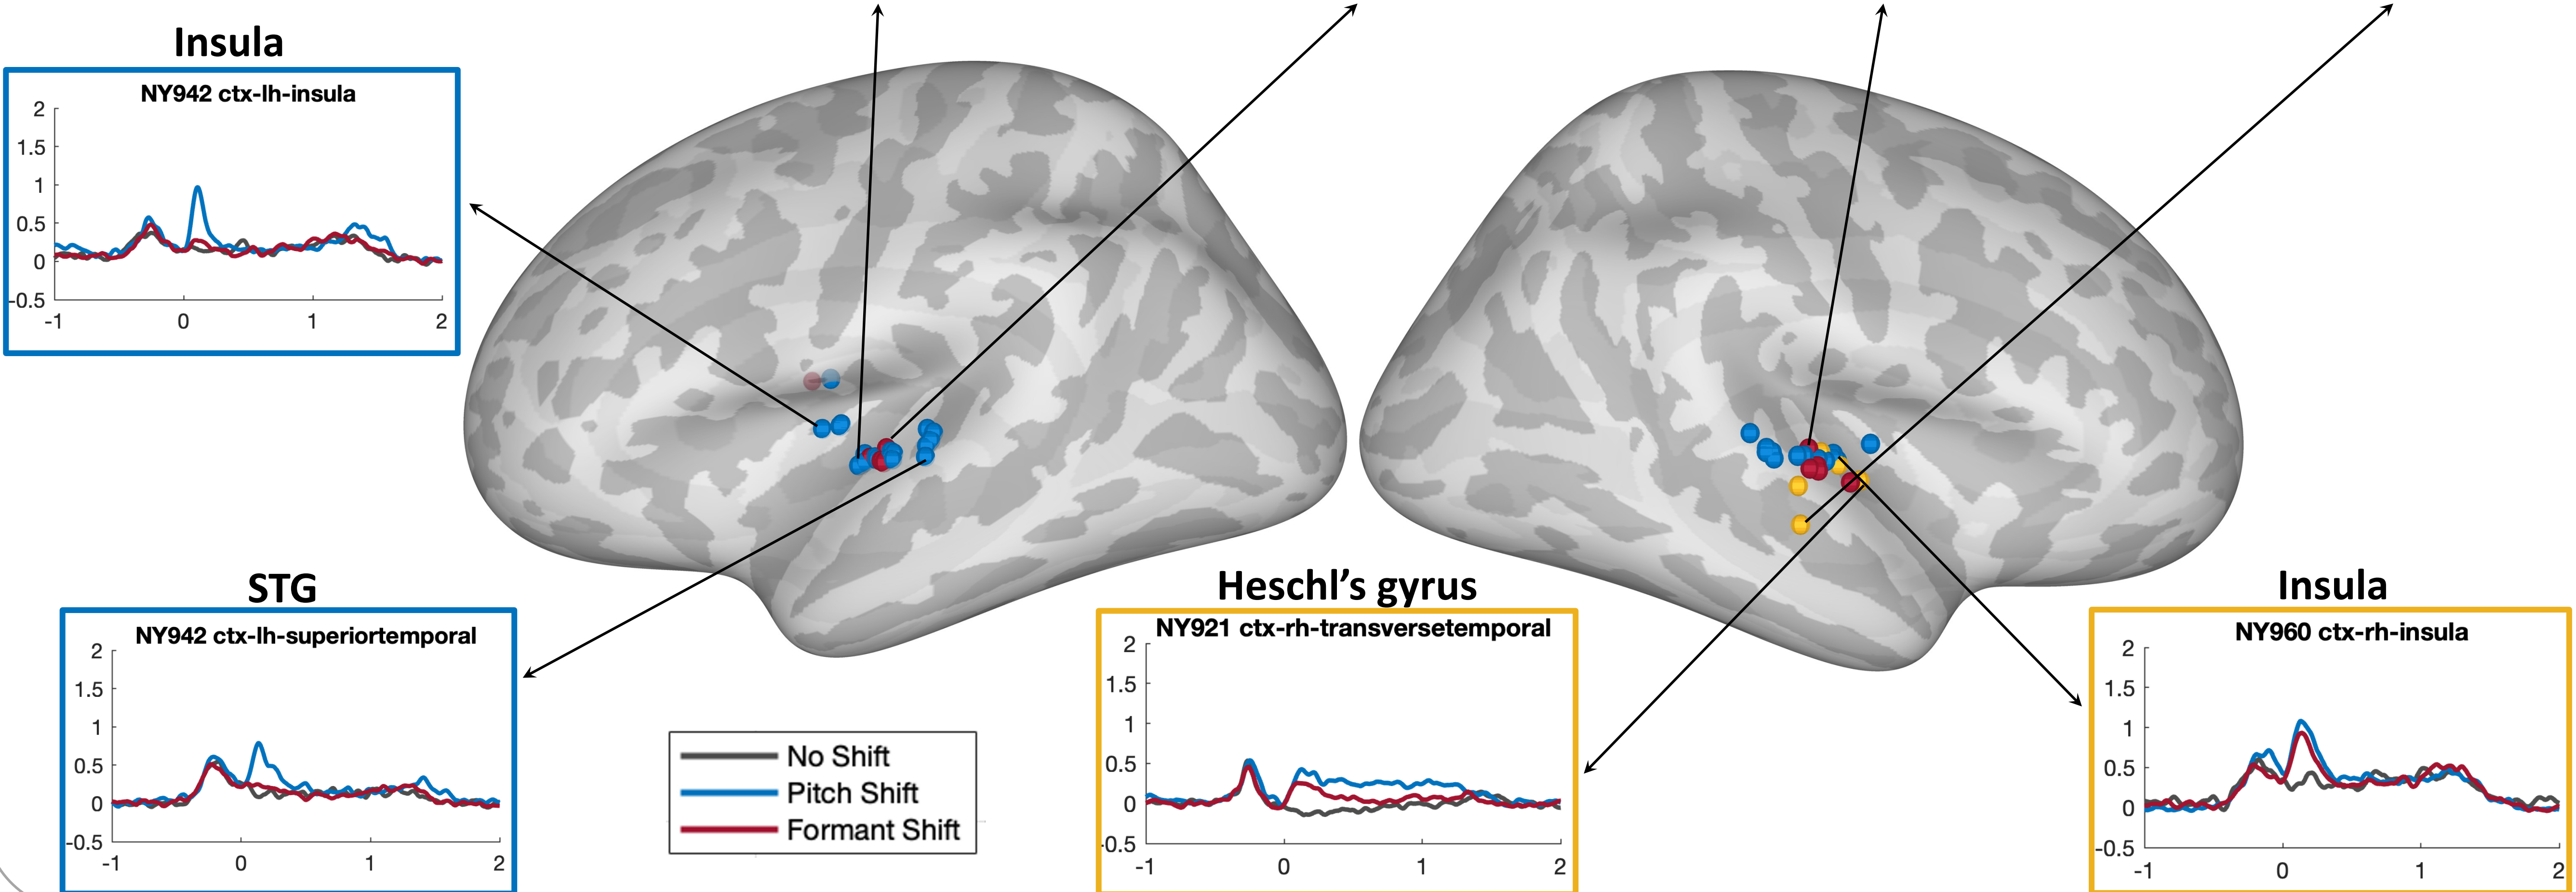 Insula
NY942 ctx-lh-insula
2
1.5
1
0.5
0
-0.5
-1 0 1 2
STG
NY942 ctx-lh-superiortemporal
2
1.5
1
0.5
0
-0.5
-1 0 1 2
No Shift
Pitch Shift
Formant Shift
Heschl’s gyrus
NY921 ctx-rh-transversetemporal
2
1.5
1
0.5
0
-0.5
-1 0 1 2
Insula
NY960 ctx-rh-insula
2
1.5
1
0.5
0
-0.5
-1 0 1 2